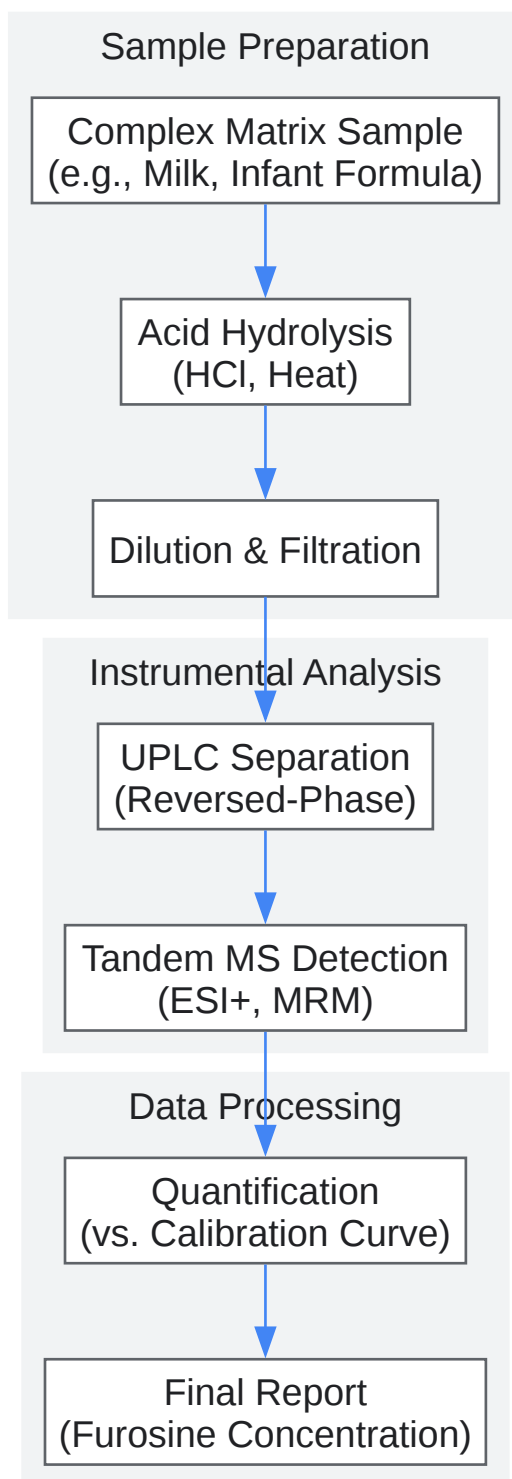 Sample Preparation
Complex Matrix Sample
(e.g., Milk, Infant Formula)
Acid Hydrolysis
(HCl, Heat)
Dilution & Filtration
Instrumental Analysis
UPLC Separation
(Reversed-Phase)
Tandem MS Detection
(ESI+, MRM)
Data Processing
Quantification
(vs. Calibration Curve)
Final Report
(Furosine Concentration)